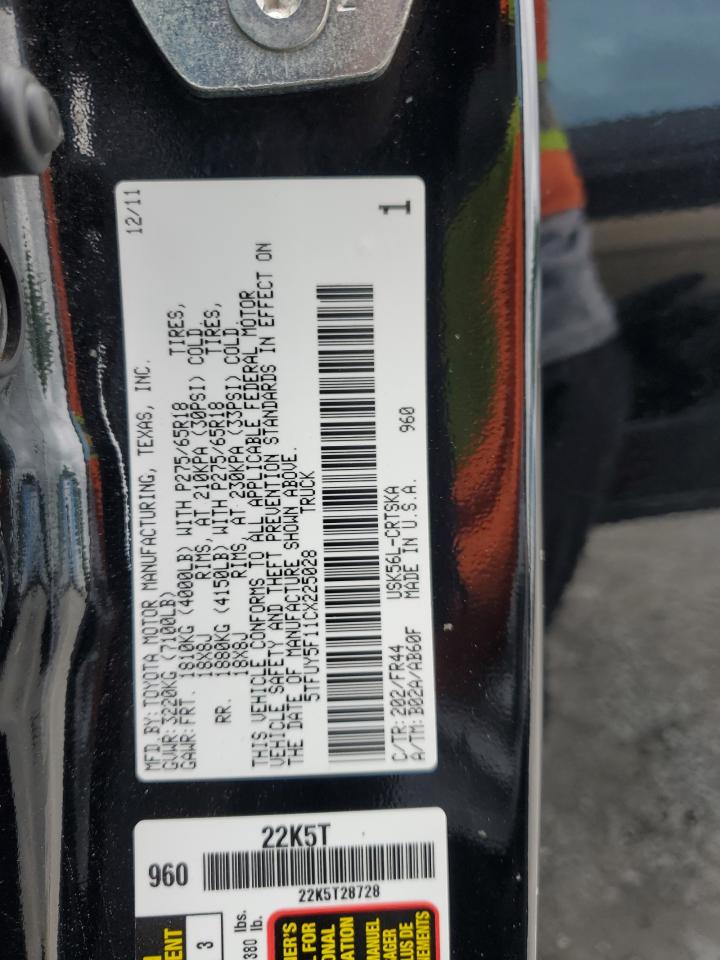 12/11
MFD BY:TOYOTA MOTOR MANUFACTURING, TEXAS, INC.
GVWR:3220KG (7100LB)
GAWR:FRT. 1810KG (4000LB) WITH P275/65R18 TIRES,
18X8J RIMS, AT 210KPA (30PSI) COLD.
RR. 1880KG (4150LB) WITH P275/65R18 TIRES,
18X8J RIMS, AT 230KPA (33PSI) COLD.
THIS VEHICLE CONFORMS TO ALL APPLICABLE FEDERAL MOTOR
VEHICLE SAFETY AND THEFT PREVENTION STANDARDS IN EFFECT ON
THE DATE OF MANUFACTURE SHOWN ABOVE.
5TFUY5F11CX225028 TRUCK
C/TR:202/FR44 USK56L-CRTSKA 960
A/TM:B02A/AB60F MADE IN U.S.A. 1
22K5T
960
22K5T28728
3
lbs.
380 lb.